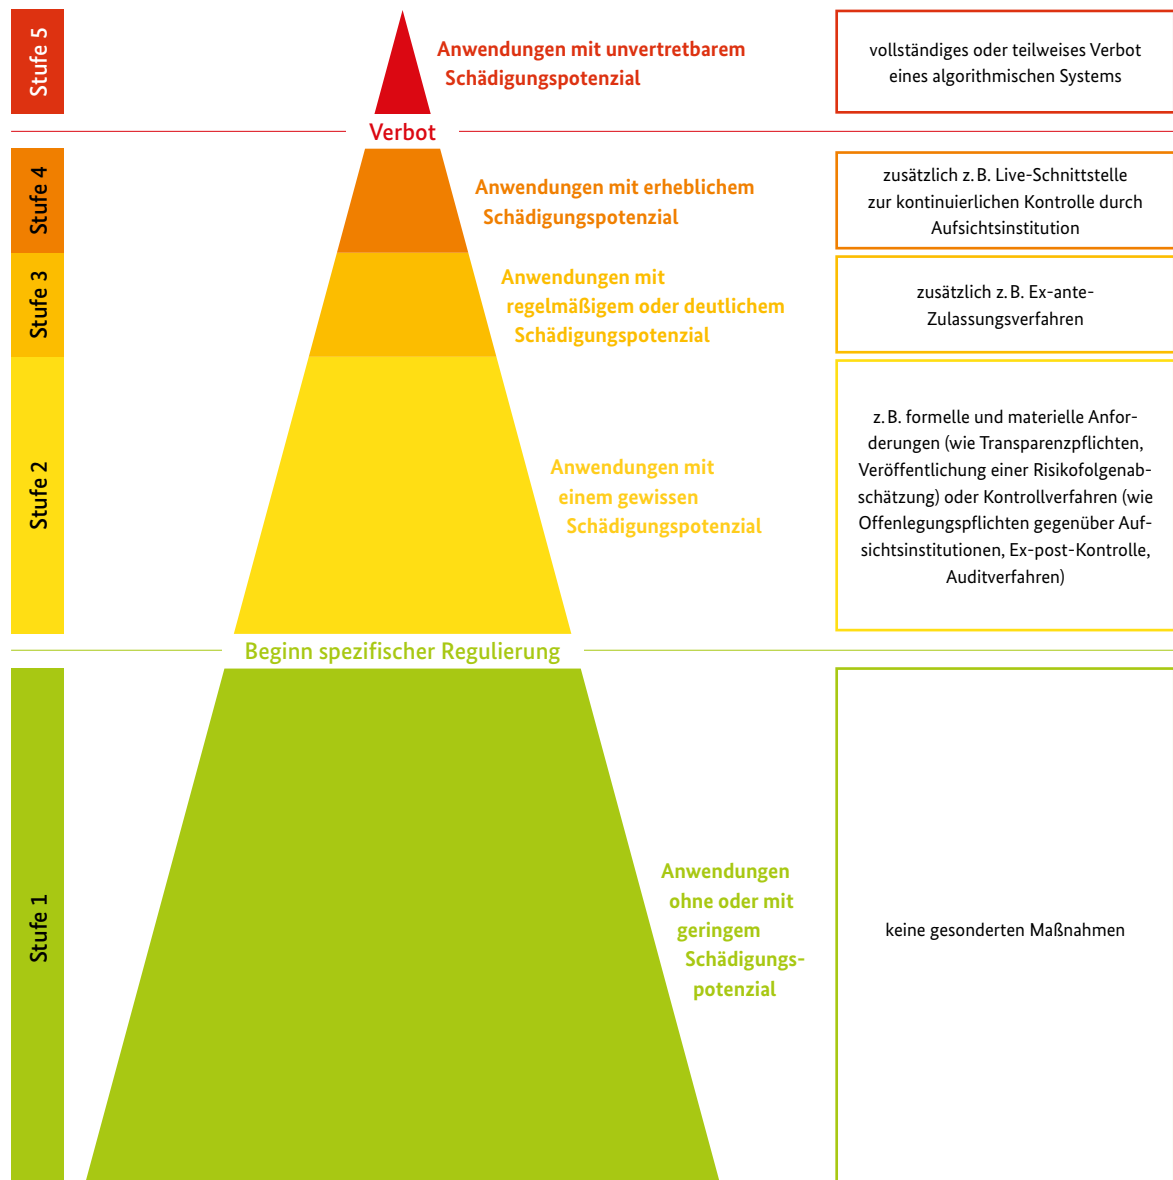 Stufe 5
Anwendungen mit unvertretbarem
Schädigungspotenzial
vollständiges oder teilweises Verbot
eines algorithmischen Systems
Verbot
Stufe 4
Anwendungen mit erheblichem
Schädigungspotenzial
zusätzlich z. B. Live-Schnittstelle
zur kontinuierlichen Kontrolle durch
Aufsichtsinstitution
Stufe 3
Anwendungen mit
regelmäßigem oder deutlichem
Schädigungspotenzial
zusätzlich z. B. Ex-ante-
Zulassungsverfahren
Stufe 2
Anwendungen mit
einem gewissen
Schädigungspotenzial
z. B. formelle und materielle Anfor-
derungen (wie Transparenzpflichten,
Veröffentlichung einer Risikofolgenab-
schätzung) oder Kontrollverfahren (wie
Offenlegungspflichten gegenüber Auf-
sichtsinstitutionen, Ex-post-Kontrolle,
Auditverfahren)
Beginn spezifischer Regulierung
Stufe 1
Anwendungen
ohne oder mit
geringem
Schädigungs-
potenzial
keine gesonderten Maßnahmen